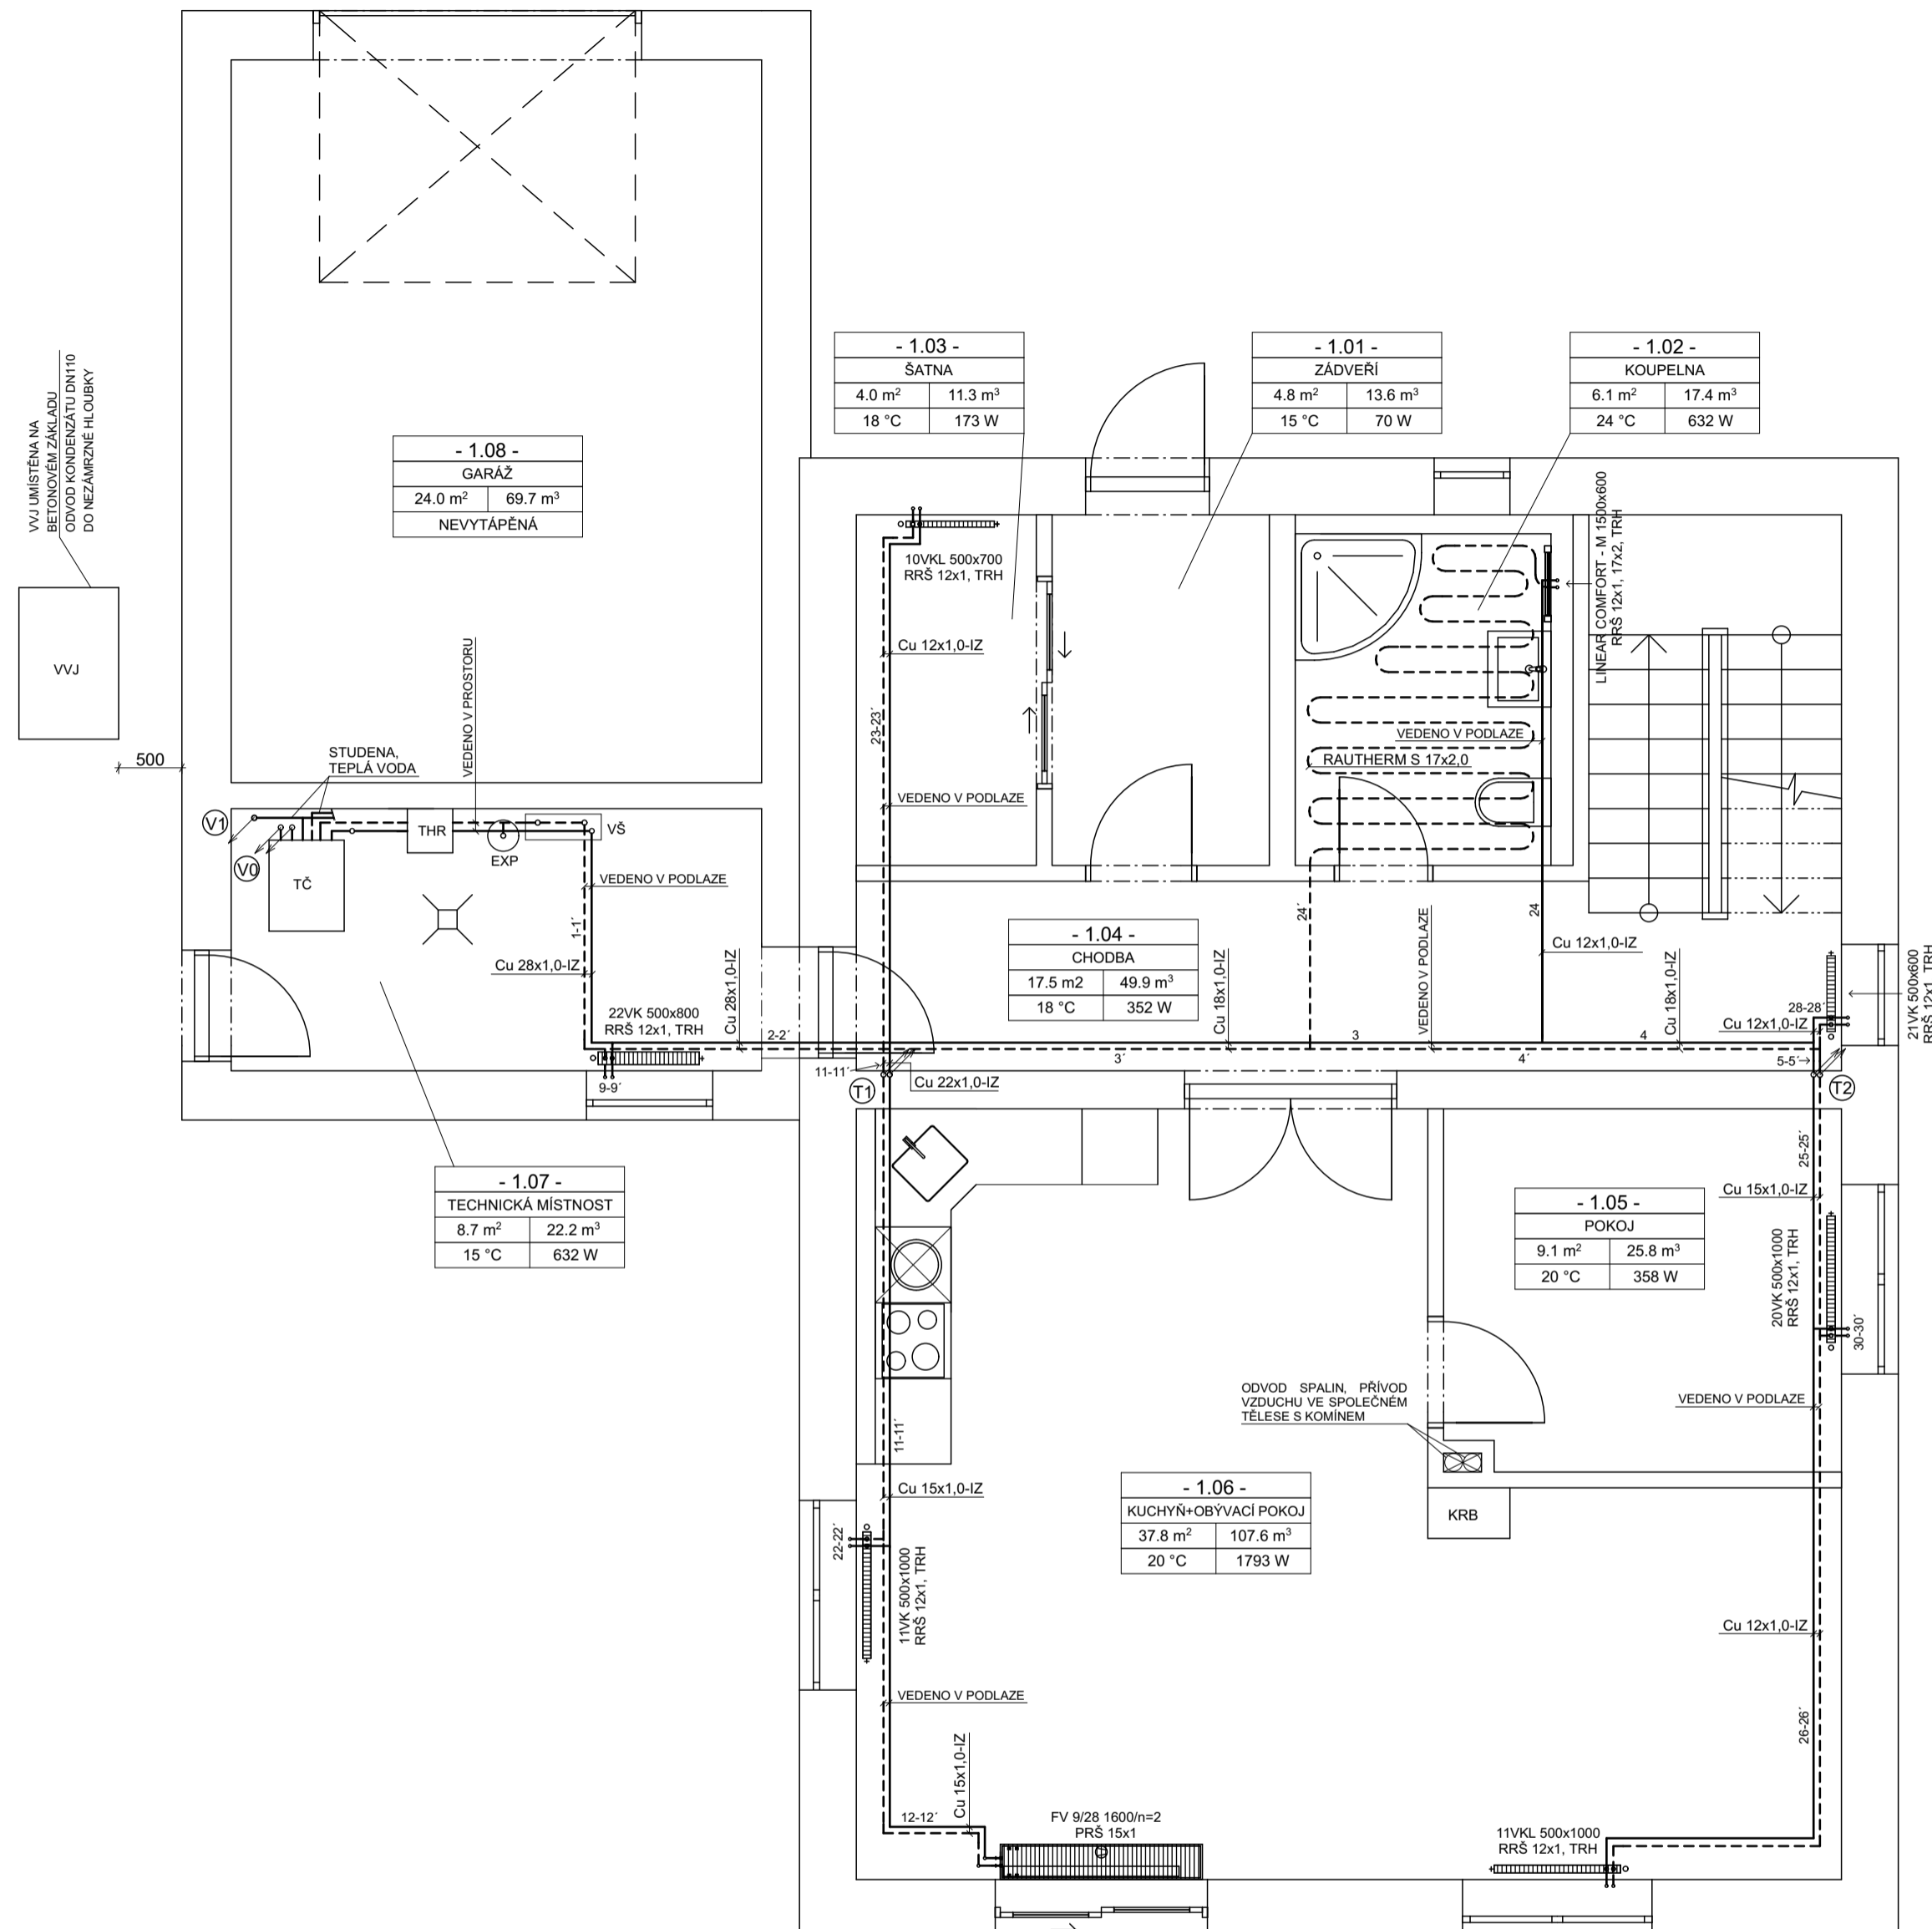 VVJ UMÍSTĚNA NA
BETONOVÉM ZÁKLADU
ODVOD KONDENZÁTU DN110
DO NEZÁMRZNÉ HLOUBKY
VVJ
500
- 1.08 -
GARÁŽ
24.0 m² 69.7 m³
NEVYTÁPĚNÁ
- 1.03 -
ŠATNA
4.0 m² 11.3 m³
18 °C 173 W
- 1.01 -
ZÁDVEŘÍ
4.8 m² 13.6 m³
15 °C 70 W
- 1.02 -
KOUPELNA
6.1 m² 17.4 m³
24 °C 632 W
10VKL 500x700
RRŠ 12x1, TRH
Cu 12x1,0-IZ
23-23´
VEDENO V PODLAZE
LINEAR COMFORT - M 1500x600
RRŠ 12x1, 17x2, TRH
VEDENO V PODLAZE
RAUTHERM S 17x2,0
VEDENO V PROSTORU
STUDENA,
TEPLÁ VODA
V1
V0
TČ
THR
EXP
VŠ
VEDENO V PODLAZE
1-1´
Cu 28x1,0-IZ
22VK 500x800
RRŠ 12x1, TRH
Cu 28x1,0-IZ
2-2´
9-9´
- 1.04 -
CHODBA
17.5 m2 49.9 m³
18 °C 352 W
Cu 18x1,0-IZ
24´
VEDENO V PODLAZE
24
Cu 12x1,0-IZ
Cu 18x1,0-IZ
28-28´
Cu 12x1,0-IZ
21VK 500x600
RRŠ 12x1, TRH
3´
3
4´
4
5-5´
11-11´
T1
Cu 22x1,0-IZ
T2
- 1.07 -
TECHNICKÁ MÍSTNOST
8.7 m² 22.2 m³
15 °C 632 W
25-25´
Cu 15x1,0-IZ
- 1.05 -
POKOJ
9.1 m² 25.8 m³
20 °C 358 W
20VK 500x1000
RRŠ 12x1, TRH
30-30´
VEDENO V PODLAZE
ODVOD SPALIN, PŘÍVOD
VZDUCHU VE SPOLEČNÉM
TĚLESE S KOMÍNEM
11-11´
Cu 15x1,0-IZ
- 1.06 -
KUCHYŇ+OBÝVACÍ POKOJ
37.8 m² 107.6 m³
20 °C 1793 W
KRB
22-22´
11VK 500x1000
RRŠ 12x1, TRH
Cu 12x1,0-IZ
VEDENO V PODLAZE
26-26´
Cu 15x1,0-IZ
12-12´
FV 9/28 1600/n=2
PRŠ 15x1
11VKL 500x1000
RRŠ 12x1, TRH